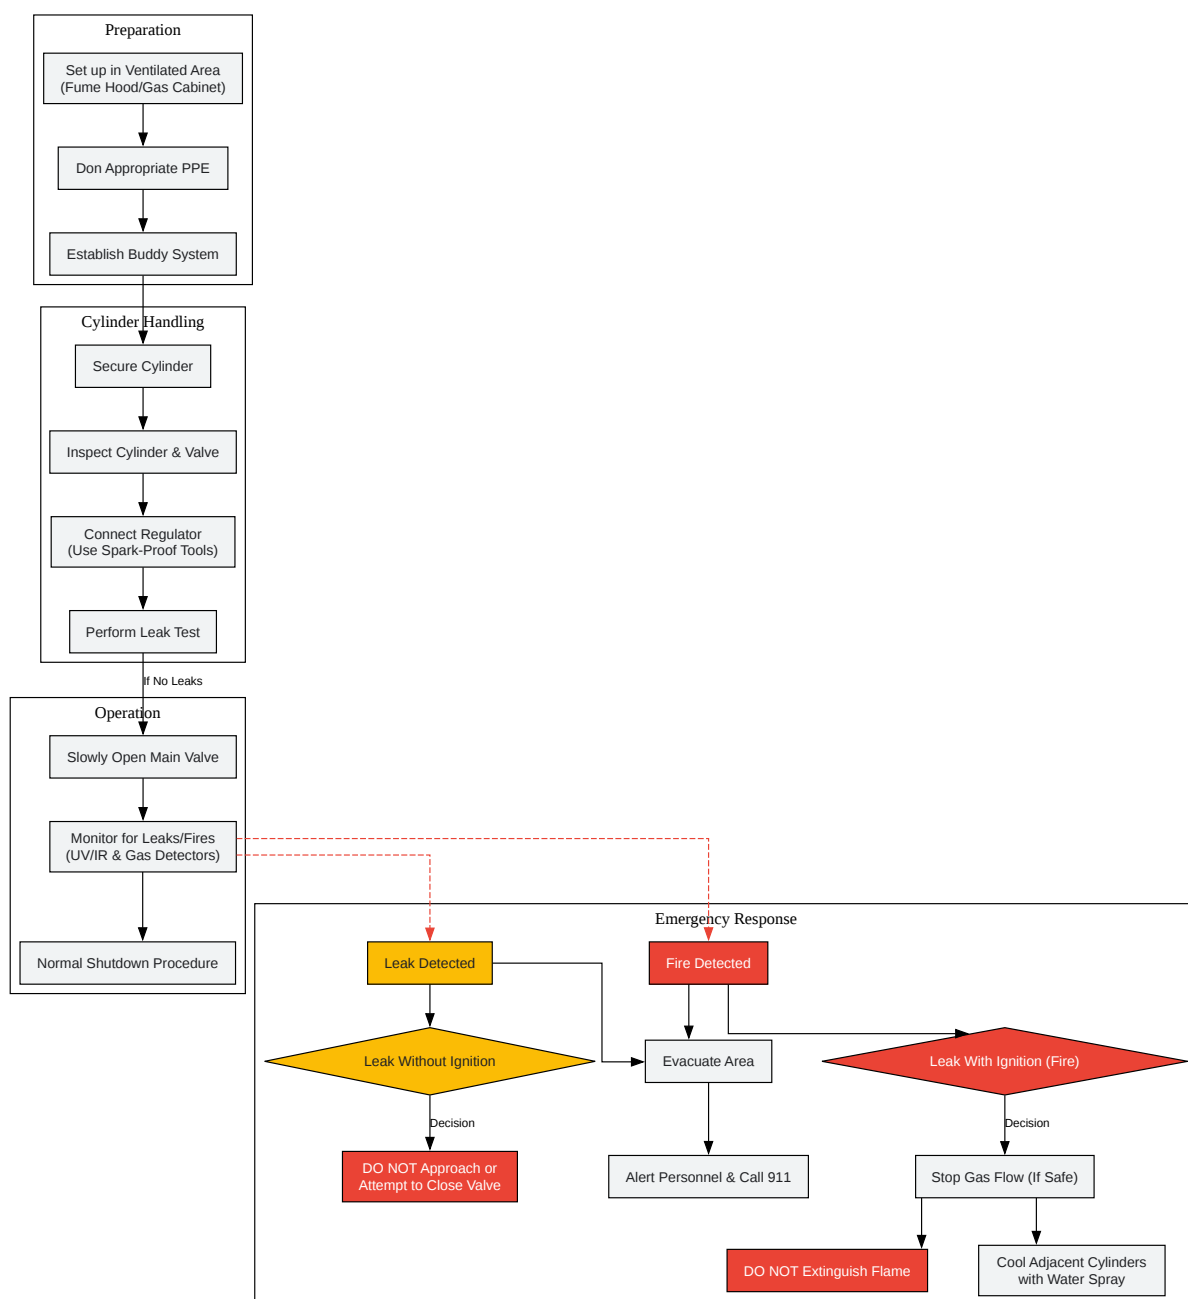 Preparation
Set up in Ventilated Area
(Fume Hood/Gas Cabinet)
Don Appropriate PPE
Establish Buddy System
Cylinder Handling
Secure Cylinder
Inspect Cylinder & Valve
Connect Regulator
(Use Spark-Proof Tools)
Perform Leak Test
If No Leaks
Operation
Slowly Open Main Valve
Monitor for Leaks/Fires
(UV/IR & Gas Detectors)
Normal Shutdown Procedure
Emergency Response
Leak Detected
Fire Detected
Leak Without Ignition
Evacuate Area
Leak With Ignition (Fire)
Decision
Decision
DO NOT Approach or
Attempt to Close Valve
Alert Personnel & Call 911
Stop Gas Flow (If Safe)
DO NOT Extinguish Flame
Cool Adjacent Cylinders
with Water Spray